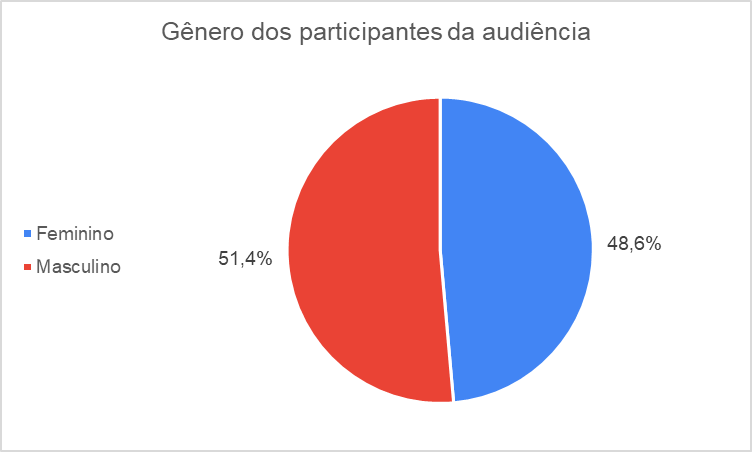 Gênero dos participantes da audiência
Feminino
Masculino
51,4%
48,6%